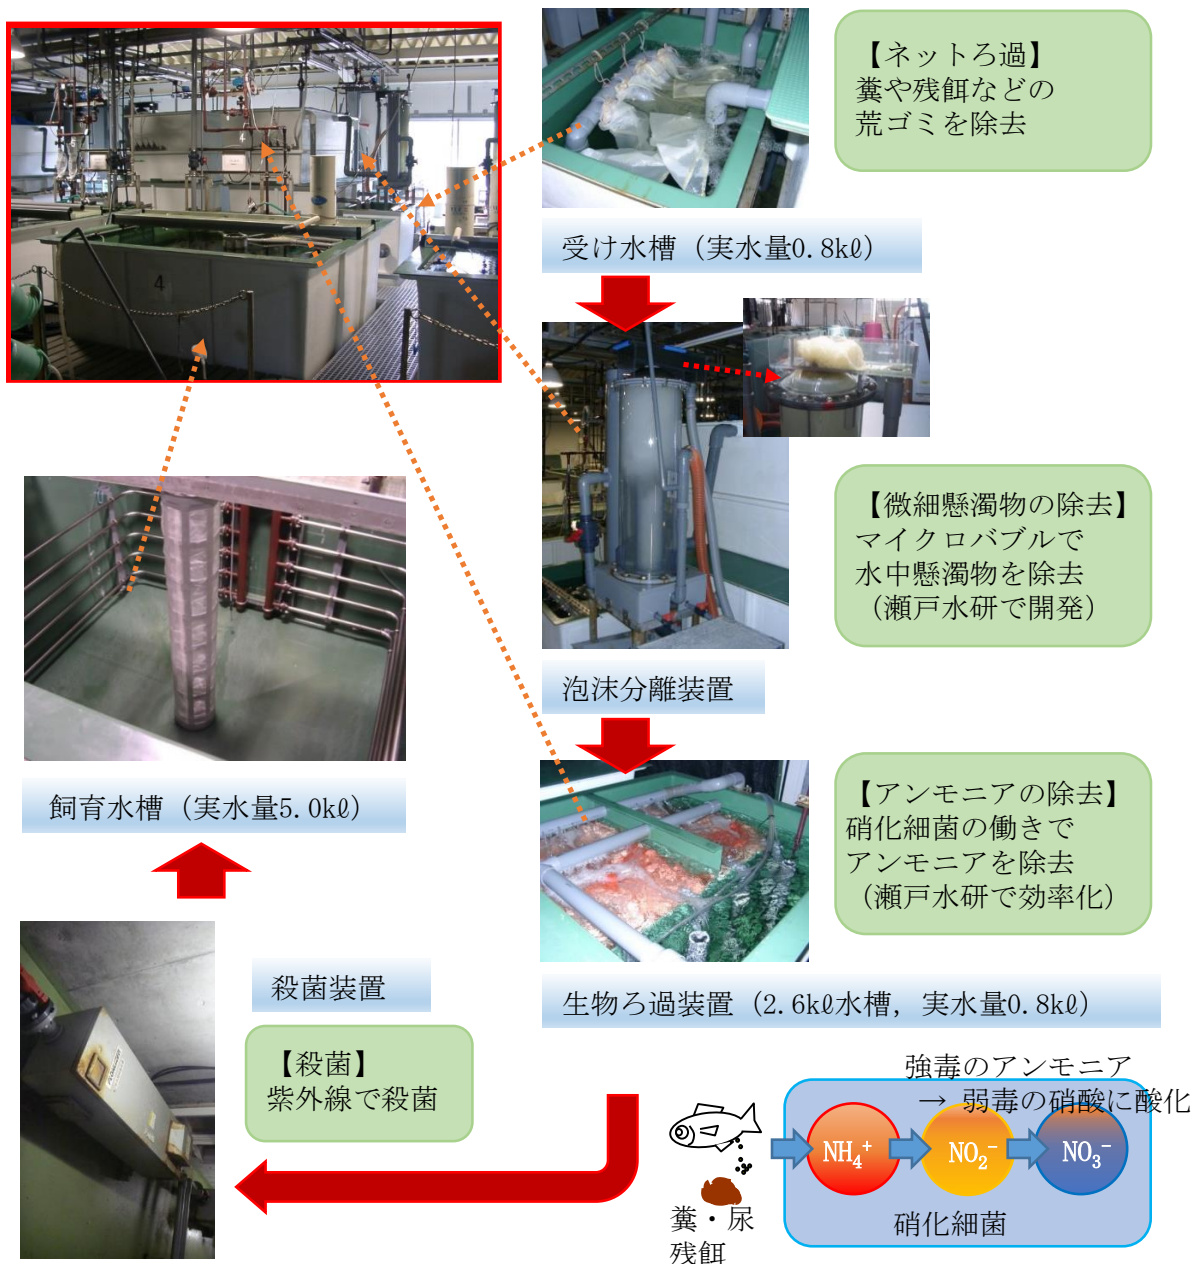 【ネットろ過】
糞や残餌などの
荒ゴミを除去
受け水槽（実水量0.8kℓ）
4
【微細懸濁物の除去】
マイクロバブルで
水中懸濁物を除去
（瀬戸水研で開発）
泡沫分離装置
飼育水槽（実水量5.0kℓ）
【アンモニアの除去】
硝化細菌の働きで
アンモニアを除去
（瀬戸水研で効率化）
殺菌装置
生物ろ過装置（2.6kℓ水槽, 実水量0.8kℓ）
【殺菌】
紫外線で殺菌
強毒のアンモニア
→ 弱毒の硝酸に酸化
NH₄⁺
NO₂⁻
NO₃⁻
糞・尿
残餌
硝化細菌